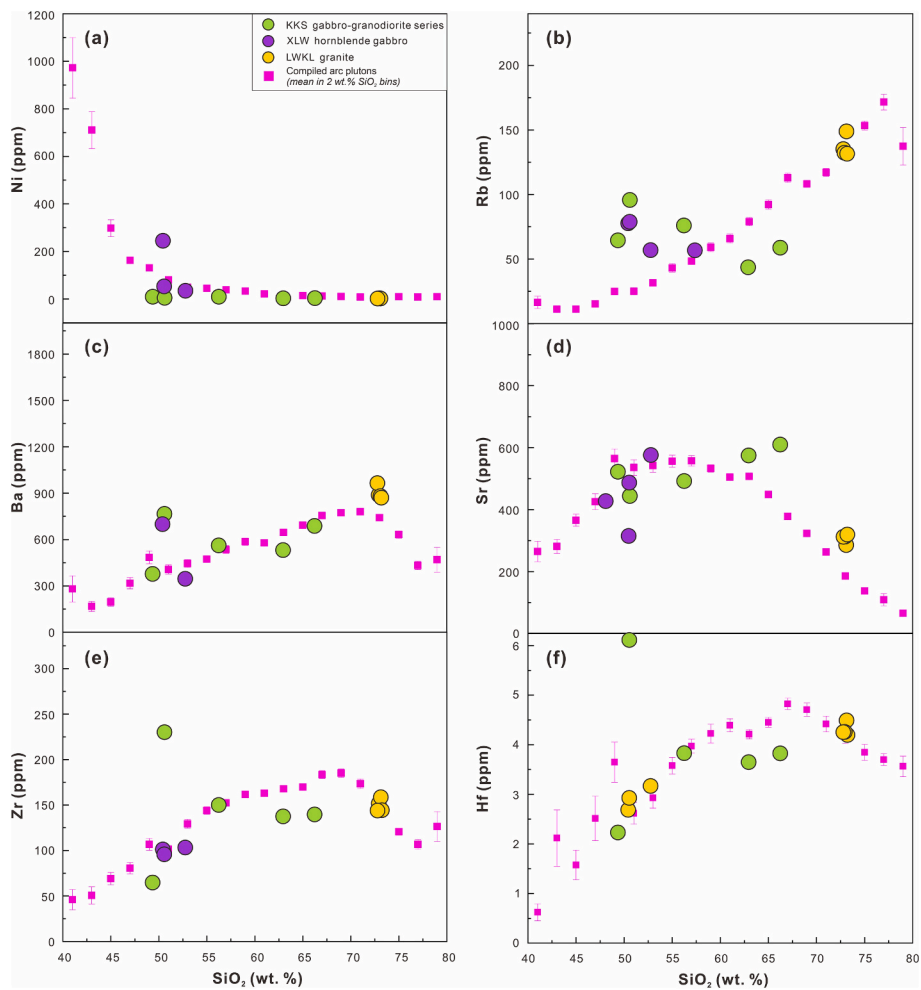 (a)
KKS gabbro-granodiorite series
XLW hornblende gabbro
LWKL granite
Compiled arc plutons
(mean in 2 wt.% SiO₂ bins)
1200
1000
800
600
400
200
0
Ni (ppm)
(b)
200
150
100
50
0
Rb (ppm)
(c)
1800
1500
1200
900
600
300
0
Ba (ppm)
(d)
1000
800
600
400
200
0
Sr (ppm)
(e)
300
250
200
150
100
50
0
Zr (ppm)
40 45 50 55 60 65 70 75
SiO₂ (wt. %)
(f)
6
5
4
3
2
1
0
Hf (ppm)
40 45 50 55 60 65 70 75 80
SiO₂ (wt. %)